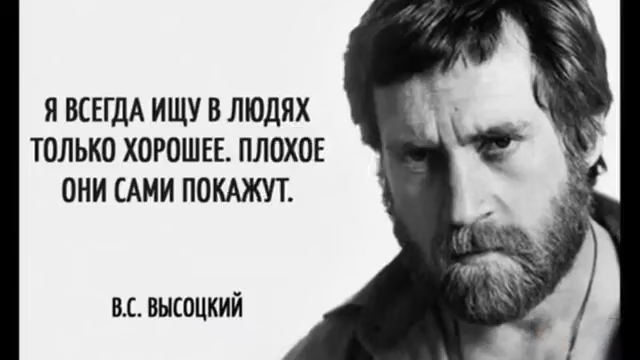 Я ВСЕГДА ИЩУ В ЛЮДЯХ
ТОЛЬКО ХОРОШЕЕ. ПЛОХОЕ
ОНИ САМИ ПОКАЖУТ.
В.С. ВЫСОЦКИЙ